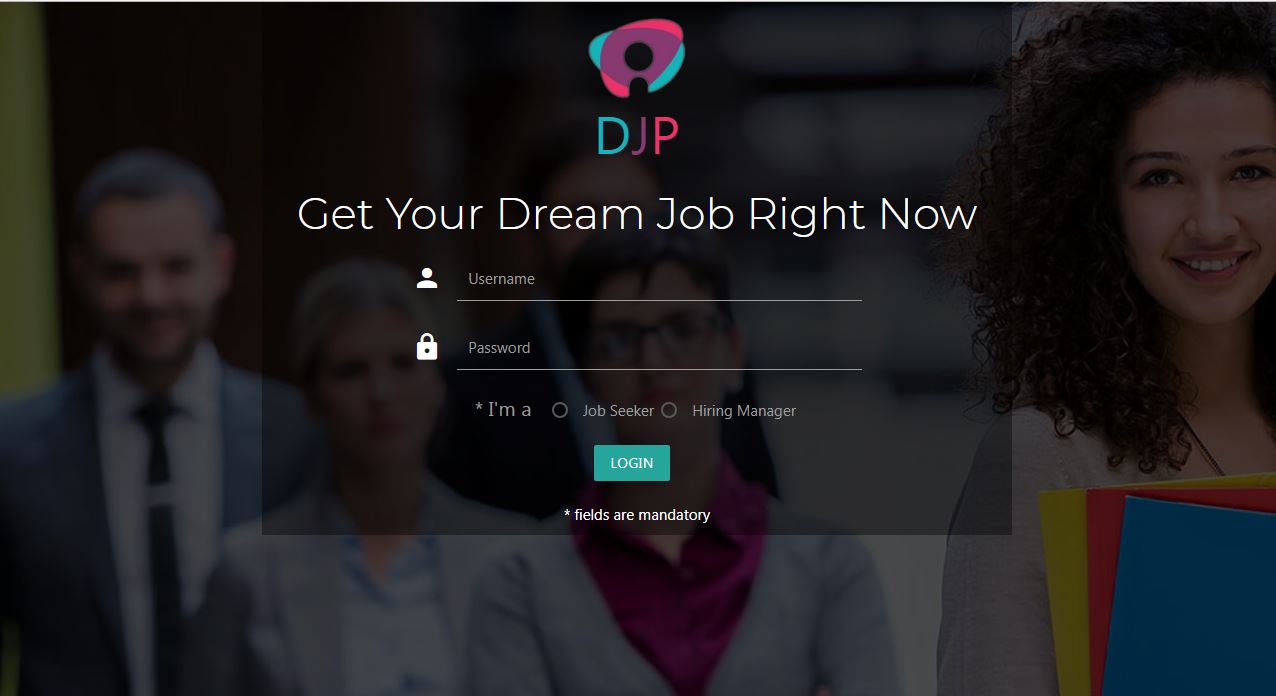 DJP
Get Your Dream Job Right Now
Username
Password
* I'm a Job Seeker Hiring Manager
LOGIN
* fields are mandatory